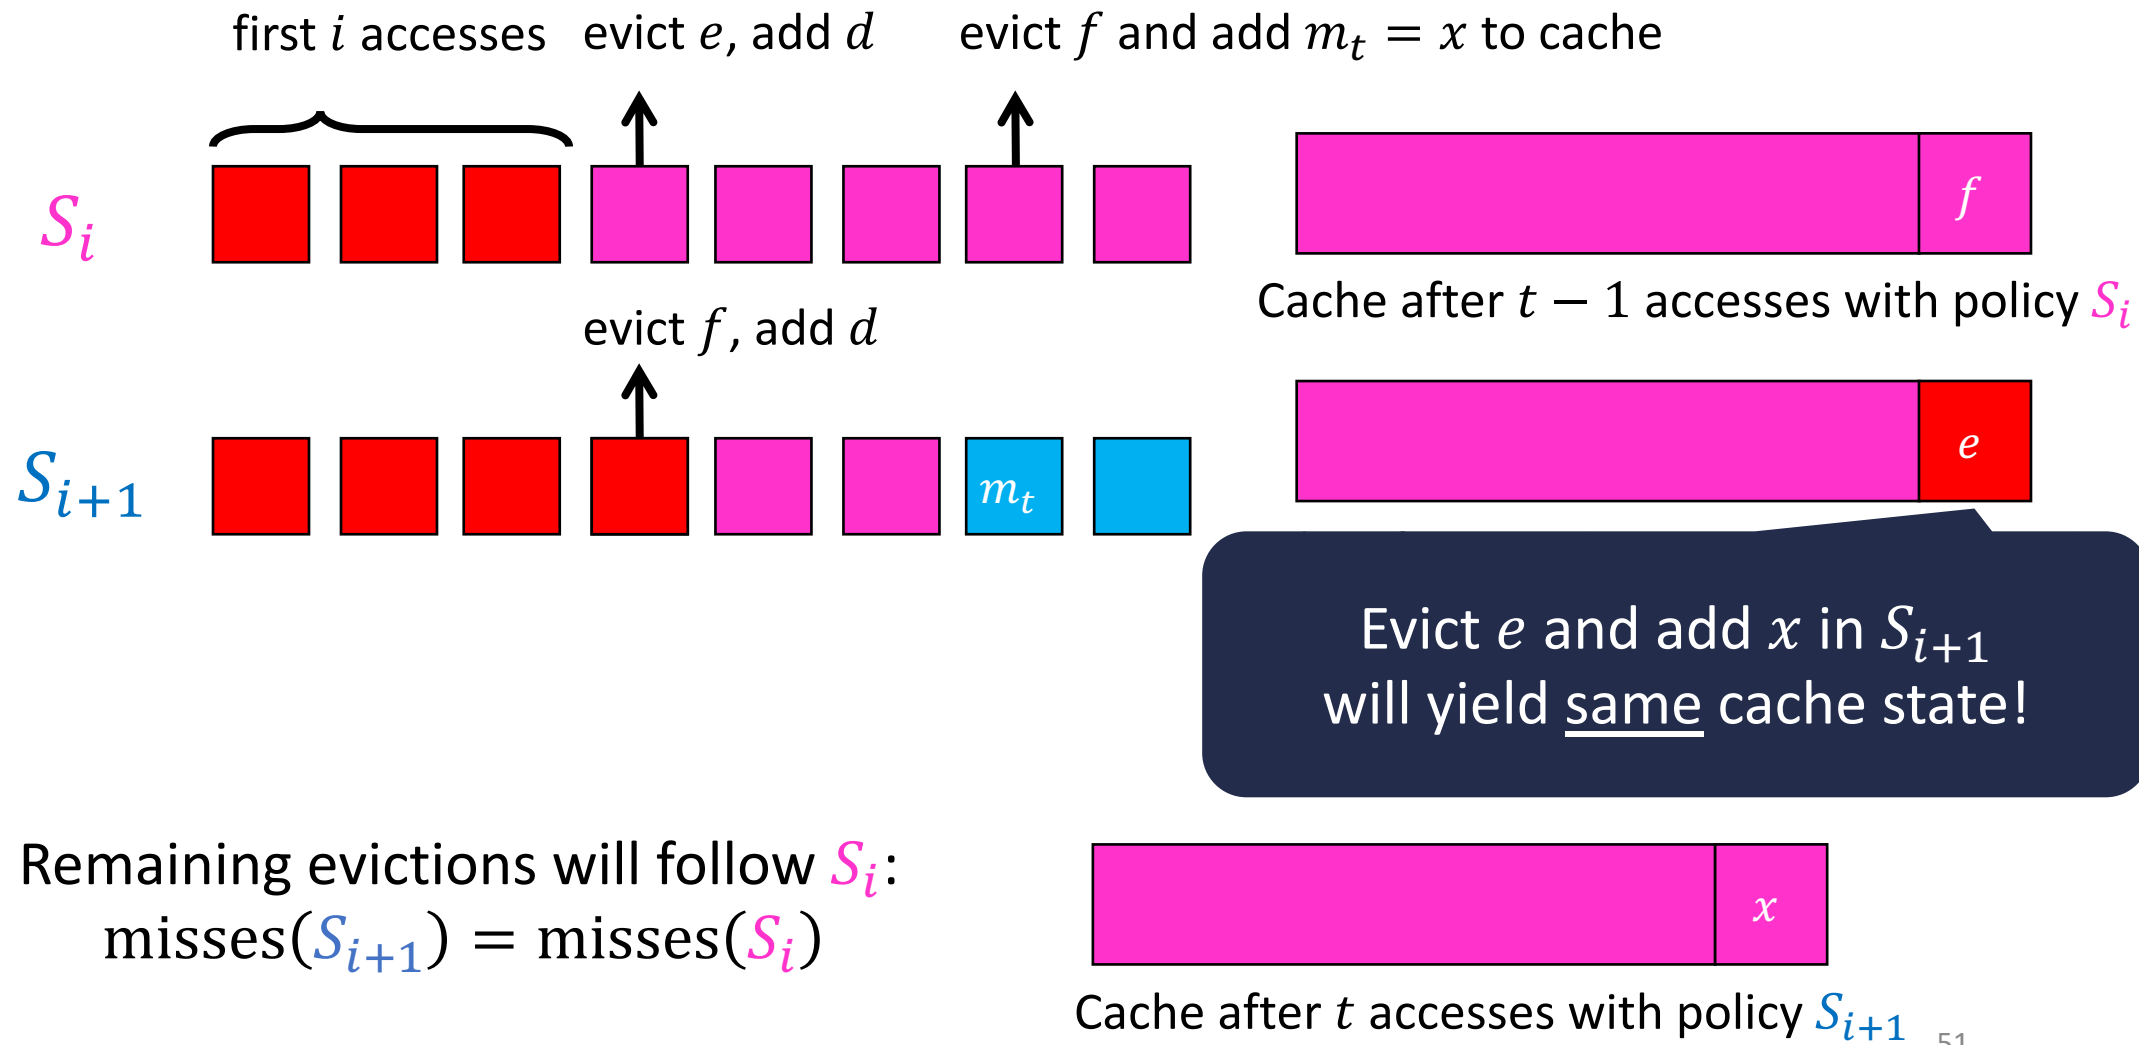 first i accesses
evict e, add d
evict f and add m_t = x to cache
S_i
f
Cache after t − 1 accesses with policy S_i
evict f, add d
S_{i+1}
m_t
e
Evict e and add x in S_{i+1}
will yield same cache state!
Remaining evictions will follow S_i:
misses(S_{i+1}) = misses(S_i)
x
Cache after t accesses with policy S_{i+1}
51